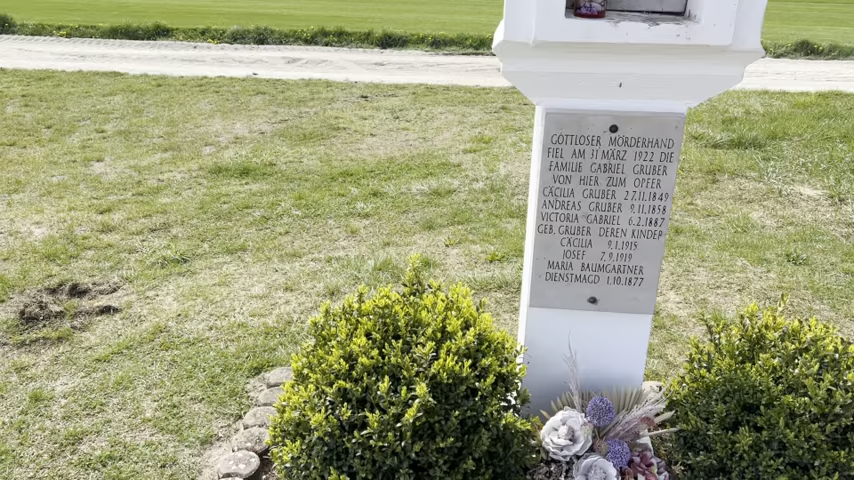 GÖTTLOSER MÖRDERHAND
FIEL AM 31 MÄRZ 1922 DIE
FAMILIE GABRIEL GRUBER
VON HIER ZUM OPFER
CÄCILIA GRUBER 27.11.1849
ANDREAS GRUBER 9.11.1858
VICTORIA GABRIEL 6.2.1887
GEB. GRUBER DEREN KINDER
CÄCILIA 9.1.1915
JOSEF 7.9.1919
MARIA BAUMGARTNER
DIENSTMAGD 1.10.1877